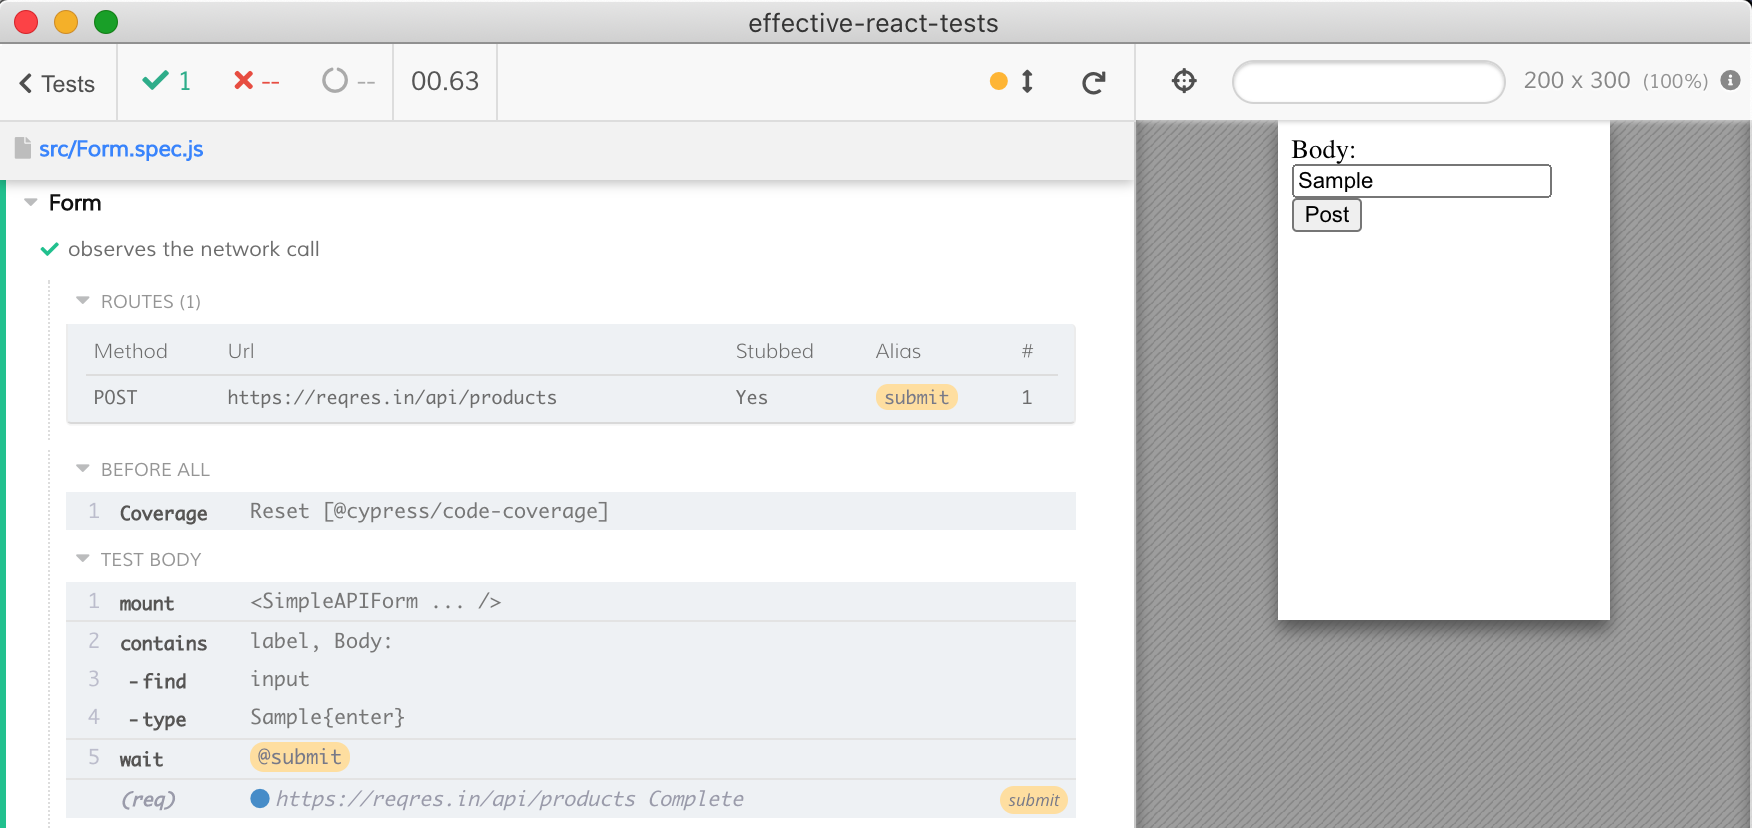 effective-react-tests
Tests 1 -- -- 00.63 200 x 300 (100%)
src/Form.spec.js
Form
observes the network call
ROUTES (1)
Method Url Stubbed Alias #
POST https://reqres.in/api/products Yes submit 1
BEFORE ALL
1 Coverage Reset [@cypress/code-coverage]
TEST BODY
1 mount <SimpleAPIForm ... />
2 contains label, Body:
3 -find input
4 -type Sample{enter}
5 wait @submit
(req) https://reqres.in/api/products Complete submit
Body:
Sample
Post